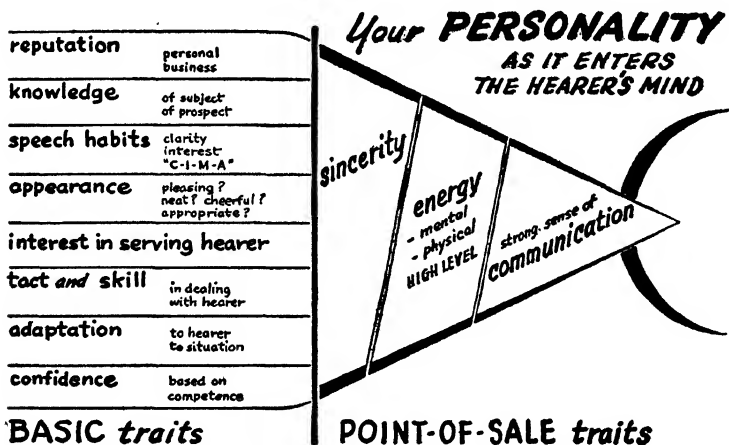 Your PERSONALITY
AS IT ENTERS
THE HEARER'S MIND
reputation
personal
business
knowledge
of subject
of prospect
speech habits
clarity
interest
"C-I-M-A"
appearance
pleasing?
neat? cheerful?
appropriate?
interest in serving hearer
tact and skill
in dealing
with hearer
adaptation
to hearer
to situation
confidence
based on
competence
BASIC traits
sincerity
energy
- mental
- physical
HIGH LEVEL
strong. sense of
communication
POINT-OF-SALE traits